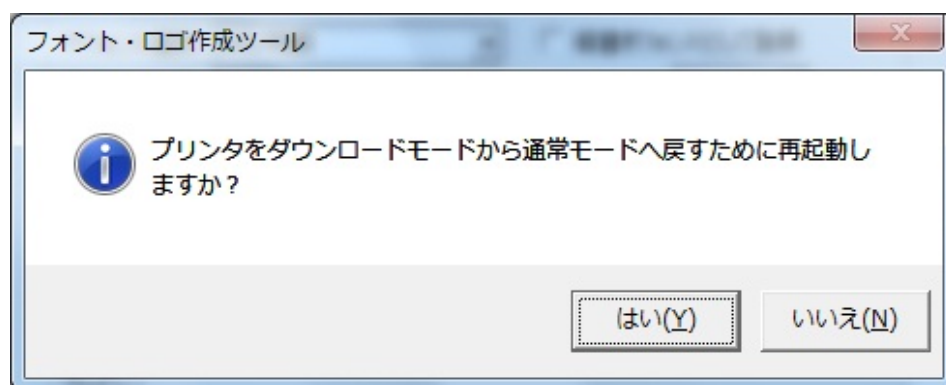 フォント・ロゴ作成ツール
プリンタをダウンロードモードから通常モードへ戻すために再起動し
ますか？
はい(Y)
いいえ(N)